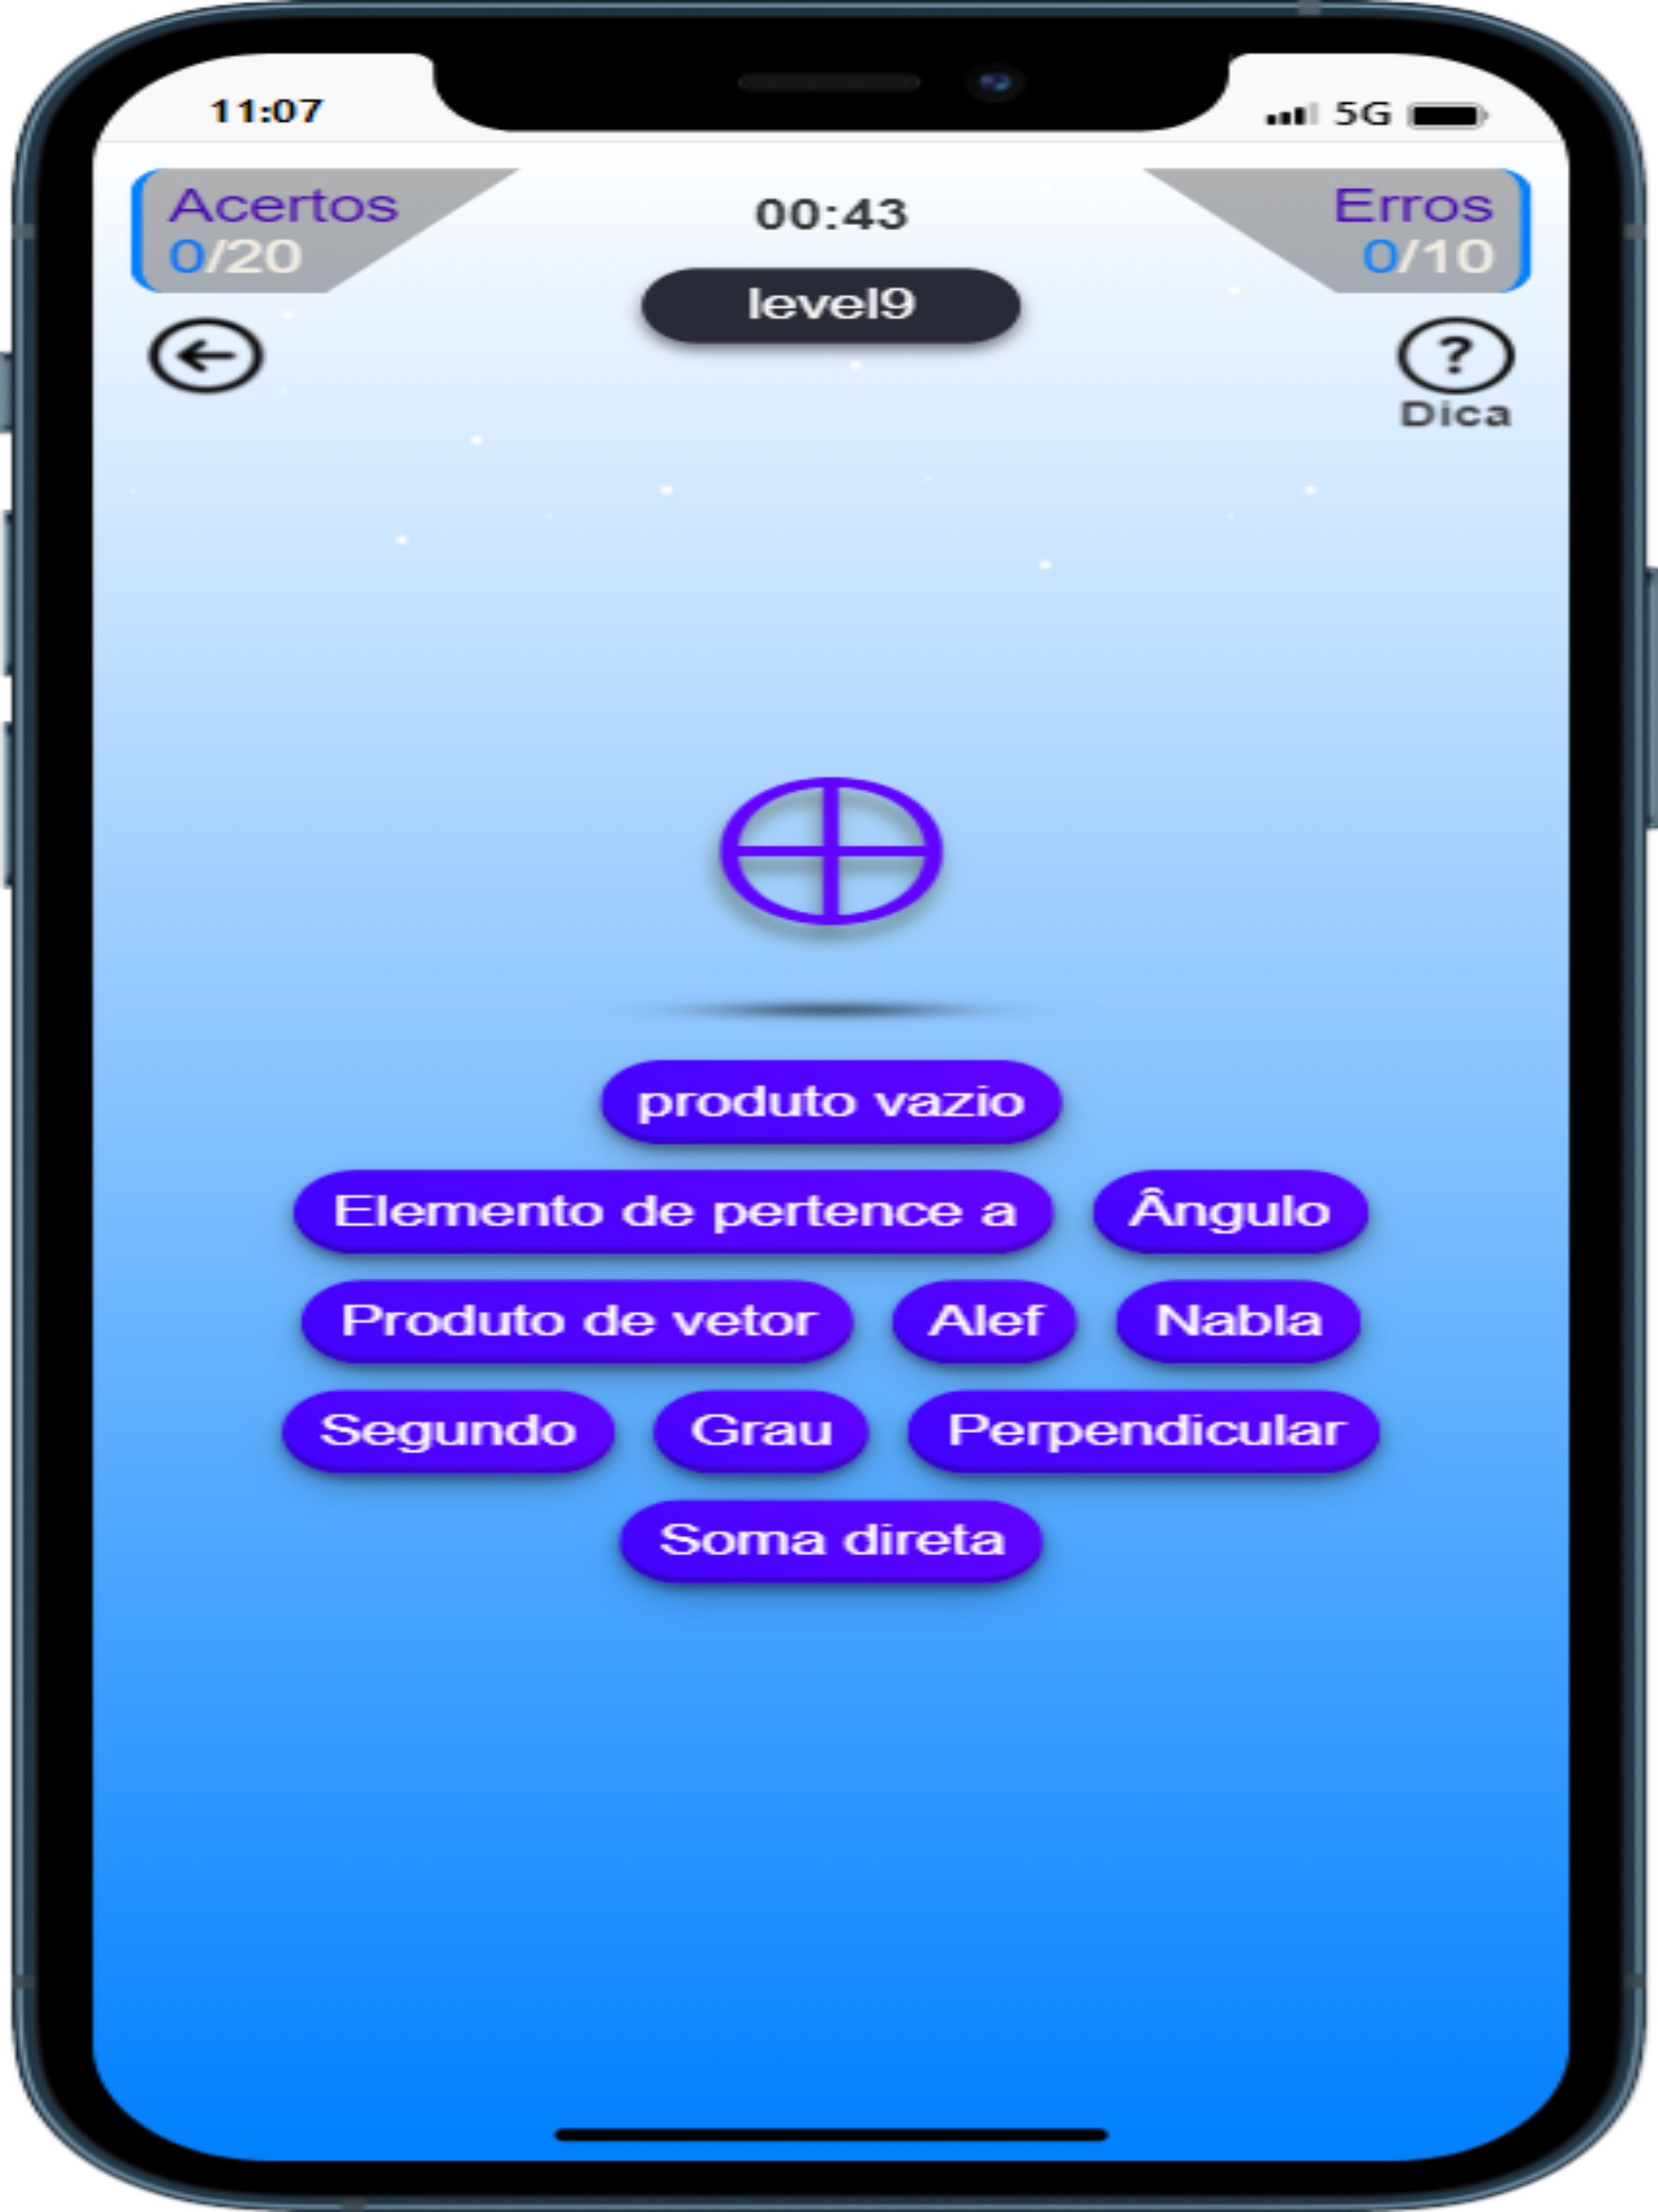 11:07
5G
Acertos
0/20
00:43
Erros
0/10
level9
?
Dica
⊕
produto vazio
Elemento de pertence a
Ângulo
Produto de vetor
Alef
Nabla
Segundo
Grau
Perpendicular
Soma direta